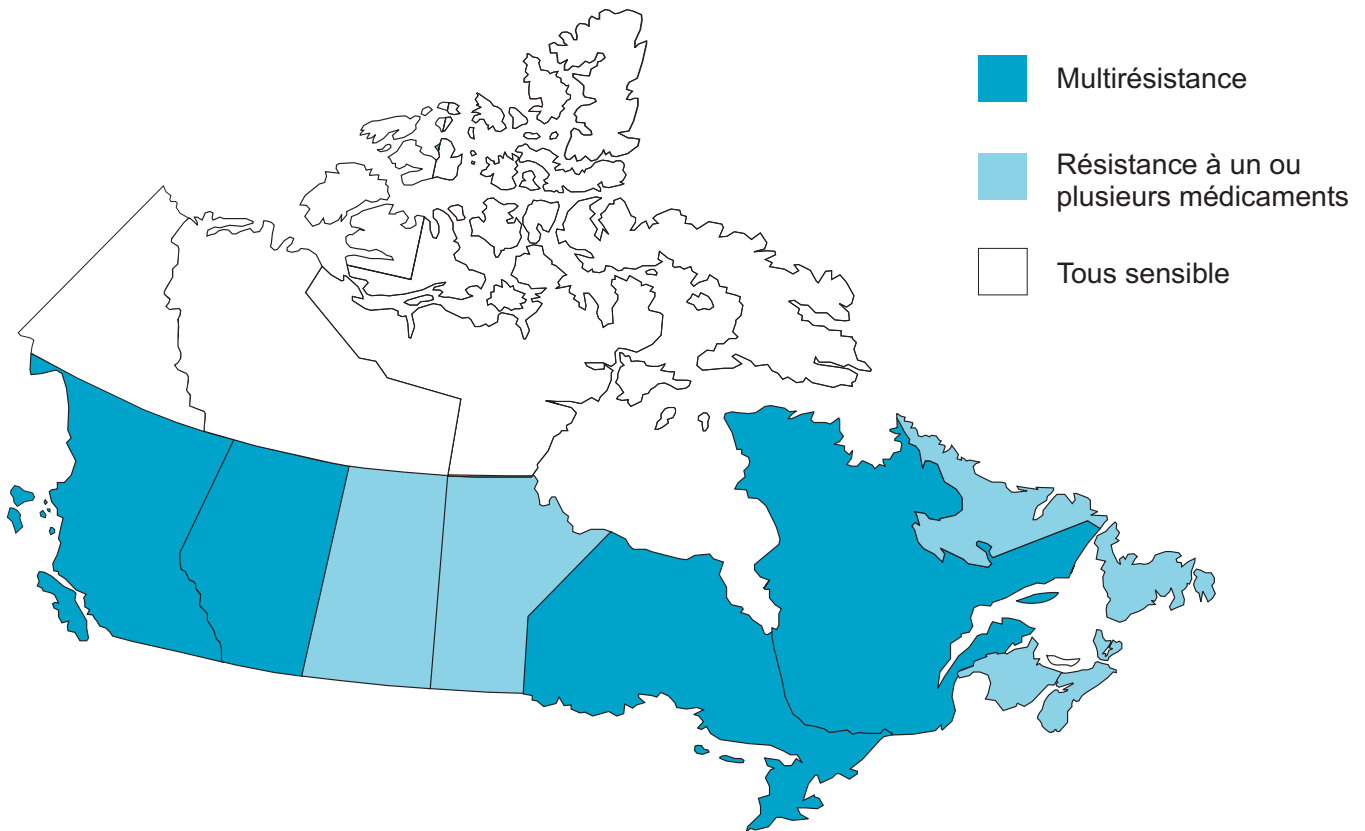 Multirésistance
Résistance à un ou
plusieurs médicaments
Tous sensible